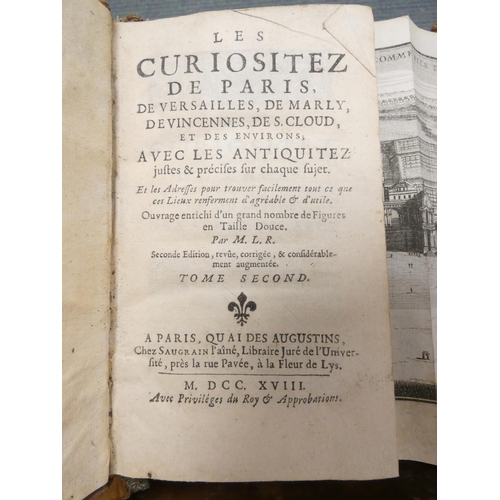 LES
CURIOSITEZ
DE PARIS,
DE VERSAILLES, DE MARLY,
DE VINCENNES, DE S. CLOUD,
ET DES ENVIRONS,
AVEC LES ANTIQUITEZ
justes & précises sur chaque sujet.
Et les Adresses pour trouver facilement tout ce que
ces Lieux renferment d'agréable & d'utile.
Ouvrage enrichi d'un grand nombre de Figures
en Taille Douce.
Par M. L. R.
Seconde Edition, revûe, corrigée, & considérable-
ment augmentée.
TOME SECOND.
A PARIS, QUAI DES AUGUSTINS,
Chez SAUGRAIN l'aîné, Libraire Juré de l'Univer-
sité, près la rue Pavée, à la Fleur de Lys.
M. DCC. XVIII.
Avec Priviléges du Roy & Approbations.